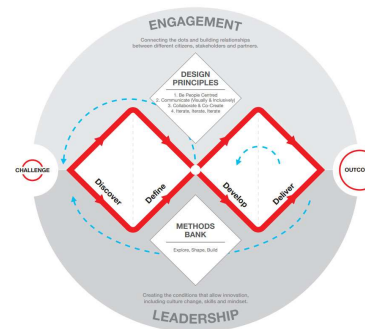 ENGAGEMENT
Connecting the dots and building relationships
between different citizens, stakeholders and partners.
DESIGN
PRINCIPLES
1. Be People Centred
2. Communicate (Visually & Inclusively)
3. Collaborate & Co-Create
4. Iterate, Iterate, Iterate
CHALLENGE
OUTCO
Discover
Define
Develop
Deliver
METHODS
BANK
Explore, Shape, Build
Creating the conditions that allow innovation,
including culture change, skills and mindset.
LEADERSHIP